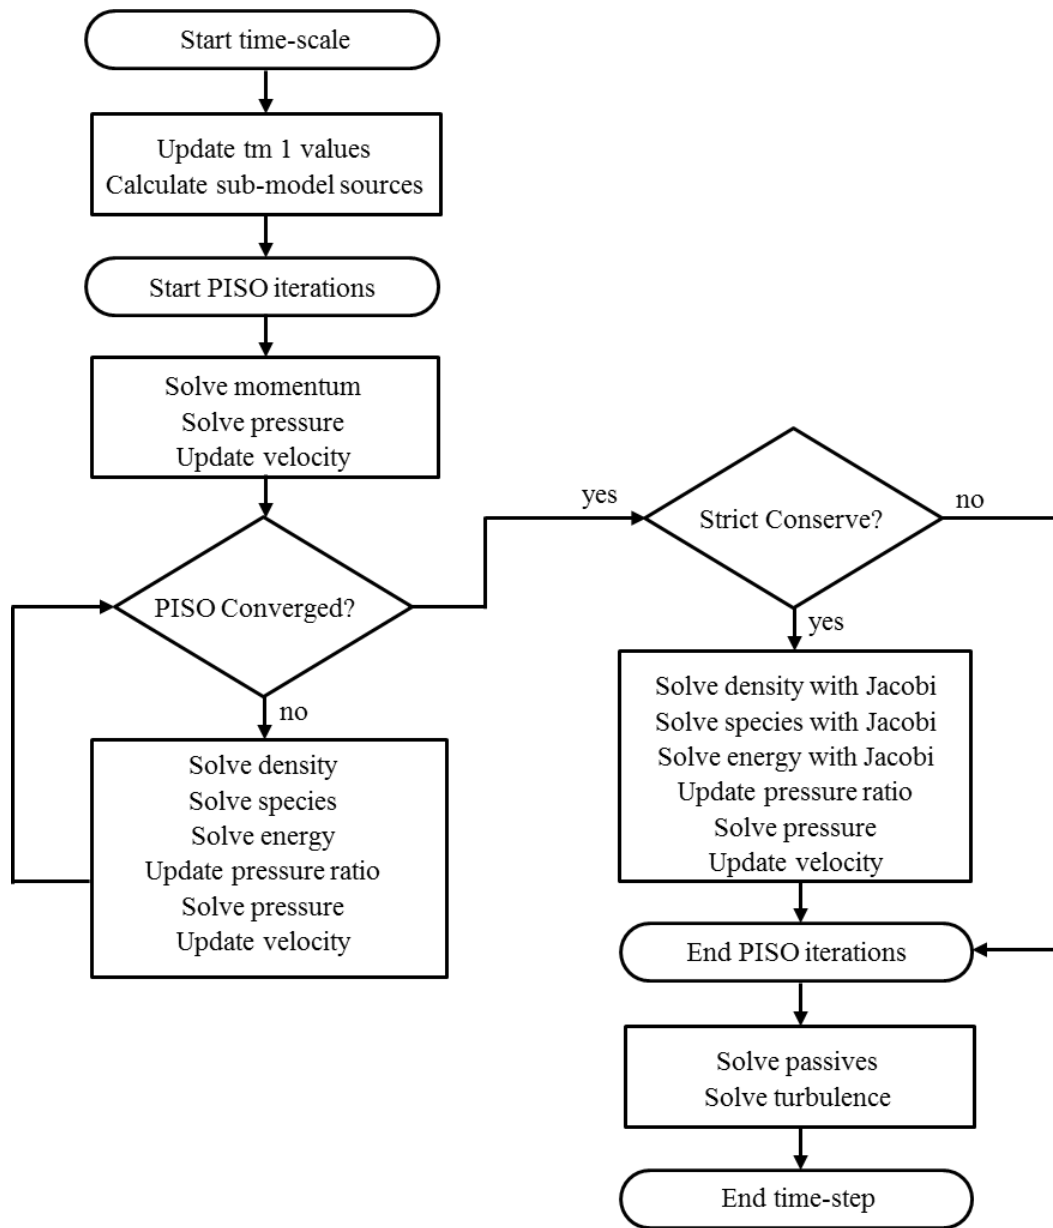 Start time-scale
Update tm 1 values
Calculate sub-model sources
Start PISO iterations
Solve momentum
Solve pressure
Update velocity
PISO Converged?
yes
no
Solve density
Solve species
Solve energy
Update pressure ratio
Solve pressure
Update velocity
Strict Conserve?
no
yes
Solve density with Jacobi
Solve species with Jacobi
Solve energy with Jacobi
Update pressure ratio
Solve pressure
Update velocity
End PISO iterations
Solve passives
Solve turbulence
End time-step